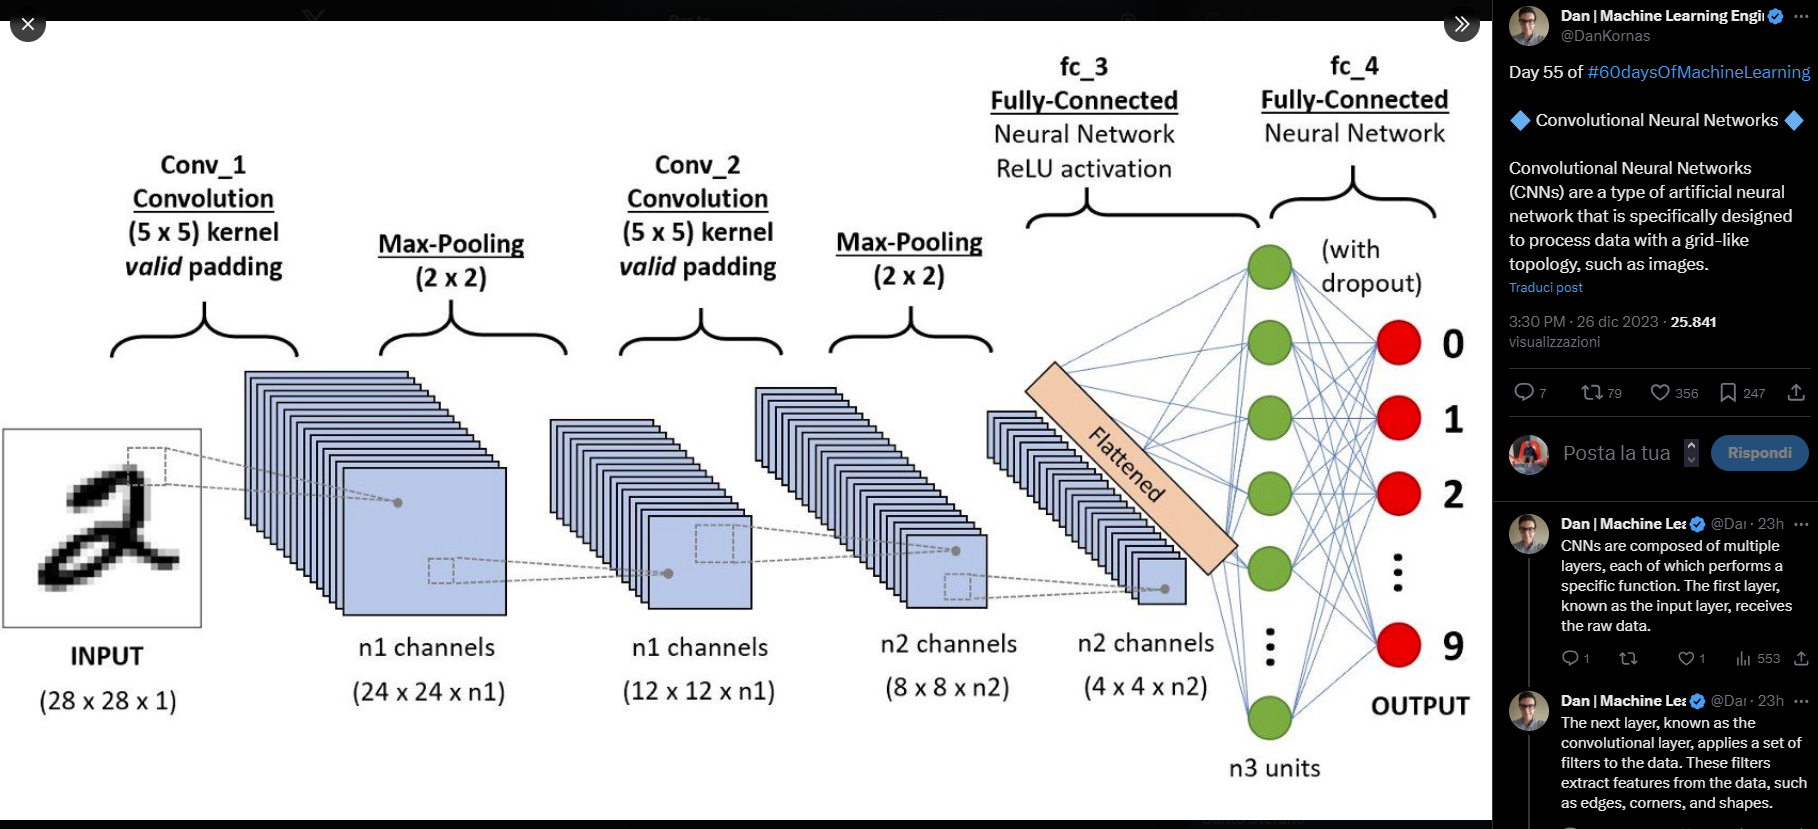 Conv_1
Convolution
(5 x 5) kernel
valid padding
Max-Pooling
(2 x 2)
Conv_2
Convolution
(5 x 5) kernel
valid padding
Max-Pooling
(2 x 2)
fc_3
Fully-Connected
Neural Network
ReLU activation
fc_4
Fully-Connected
Neural Network
(with
dropout)
Flattened
0
1
2
9
OUTPUT
INPUT
(28 x 28 x 1)
n1 channels
(24 x 24 x n1)
n1 channels
(12 x 12 x n1)
n2 channels
(8 x 8 x n2)
n2 channels
(4 x 4 x n2)
n3 units
Dan | Machine Learning Engi
@DanKornas
Day 55 of #60daysOfMachineLearning
🔷 Convolutional Neural Networks 🔷
Convolutional Neural Networks
(CNNs) are a type of artificial neural
network that is specifically designed
to process data with a grid-like
topology, such as images.
Traduci post
3:30 PM · 26 dic 2023 · 25.841
visualizzazioni
7 79 356 247
Posta la tua
Rispondi
Dan | Machine Lea @Dan · 23h
CNNs are composed of multiple
layers, each of which performs a
specific function. The first layer,
known as the input layer, receives
the raw data.
1 1 553
Dan | Machine Lea @Dan · 23h
The next layer, known as the
convolutional layer, applies a set of
filters to the data. These filters
extract features from the data, such
as edges, corners, and shapes.